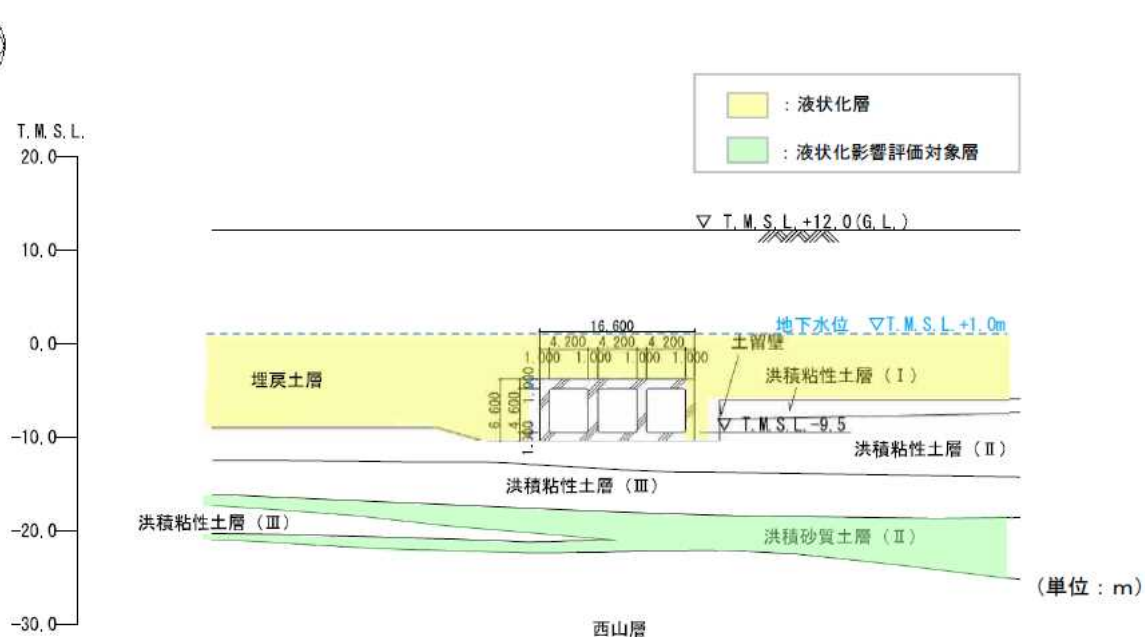 ：液状化層
：液状化影響評価対象層
T.M.S.L.
20.0
10.0
0.0
-10.0
-20.0
-30.0
▽ T.M.S.L.+12.0(G.L.)
地下水位 ▽T.M.S.L.+1.0m
16.600
4.200 4.200 4.200
1.000 1.000 1.000 1.000
土留壁
埋戻土層
洪積粘性土層（Ⅰ）
1.000
6.600
4.600
1.000
▽ T.M.S.L.-9.5
洪積粘性土層（Ⅱ）
洪積粘性土層（Ⅲ）
洪積粘性土層（Ⅲ）
洪積砂質土層（Ⅱ）
(単位：m)
西山層